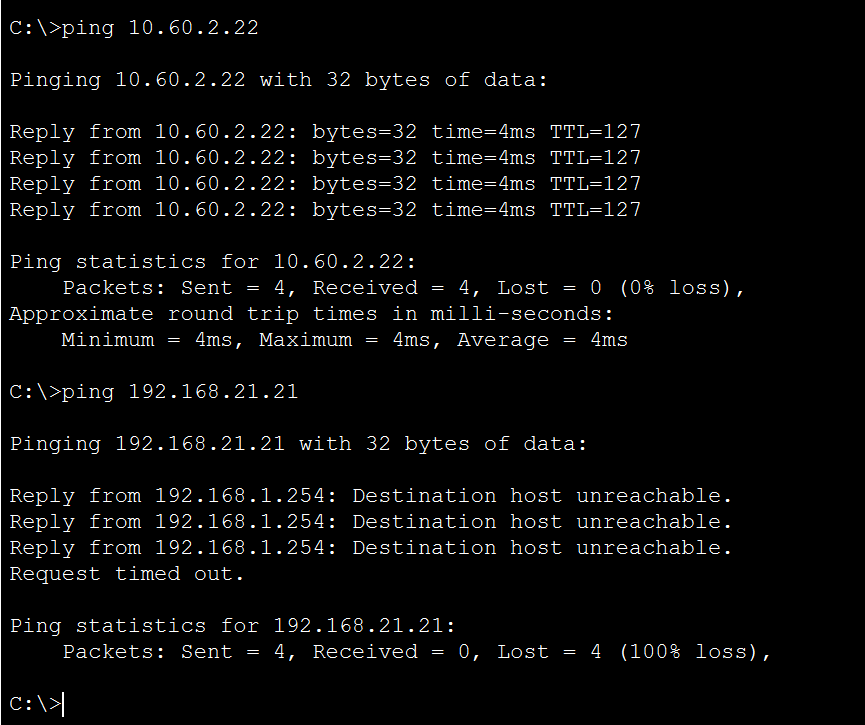 C:\>ping 10.60.2.22
Pinging 10.60.2.22 with 32 bytes of data:
Reply from 10.60.2.22: bytes=32 time=4ms TTL=127
Reply from 10.60.2.22: bytes=32 time=4ms TTL=127
Reply from 10.60.2.22: bytes=32 time=4ms TTL=127
Reply from 10.60.2.22: bytes=32 time=4ms TTL=127
Ping statistics for 10.60.2.22:
    Packets: Sent = 4, Received = 4, Lost = 0 (0% loss),
Approximate round trip times in milli-seconds:
    Minimum = 4ms, Maximum = 4ms, Average = 4ms
C:\>ping 192.168.21.21
Pinging 192.168.21.21 with 32 bytes of data:
Reply from 192.168.1.254: Destination host unreachable.
Reply from 192.168.1.254: Destination host unreachable.
Reply from 192.168.1.254: Destination host unreachable.
Request timed out.
Ping statistics for 192.168.21.21:
    Packets: Sent = 4, Received = 0, Lost = 4 (100% loss),
C:\>